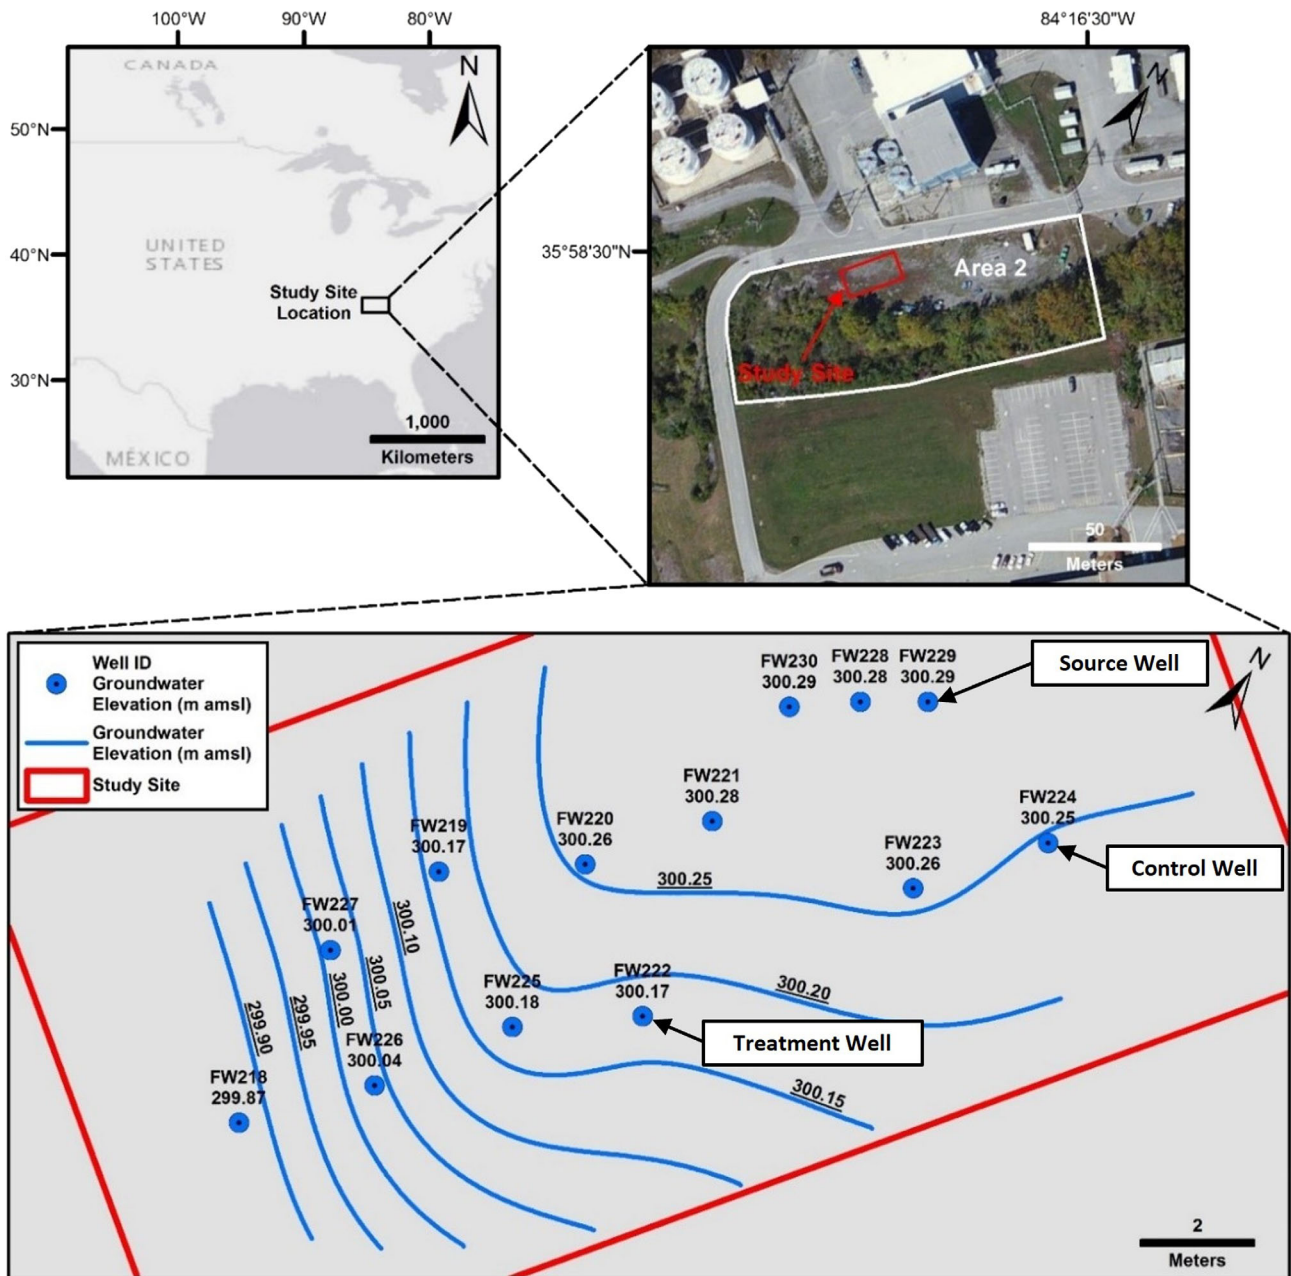 100°W
90°W
80°W
84°16'30"W
CANADA
N
N
50°N
40°N
30°N
UNITED
STATES
Study Site
Location
1,000
Kilometers
MÉXICO
35°58'30"N
Area 2
Study Site
50
Meters
Well ID
Groundwater
Elevation (m amsl)
Groundwater
Elevation (m amsl)
Study Site
FW230
300.29
FW228
300.28
FW229
300.29
Source Well
N
FW221
300.28
FW224
300.25
FW219
300.17
FW220
300.26
FW223
300.26
Control Well
300.25
FW227
300.01
300.10
300.05
300.00
299.95
299.90
FW225
300.18
FW222
300.17
300.20
Treatment Well
FW226
300.04
FW218
299.87
300.15
2
Meters